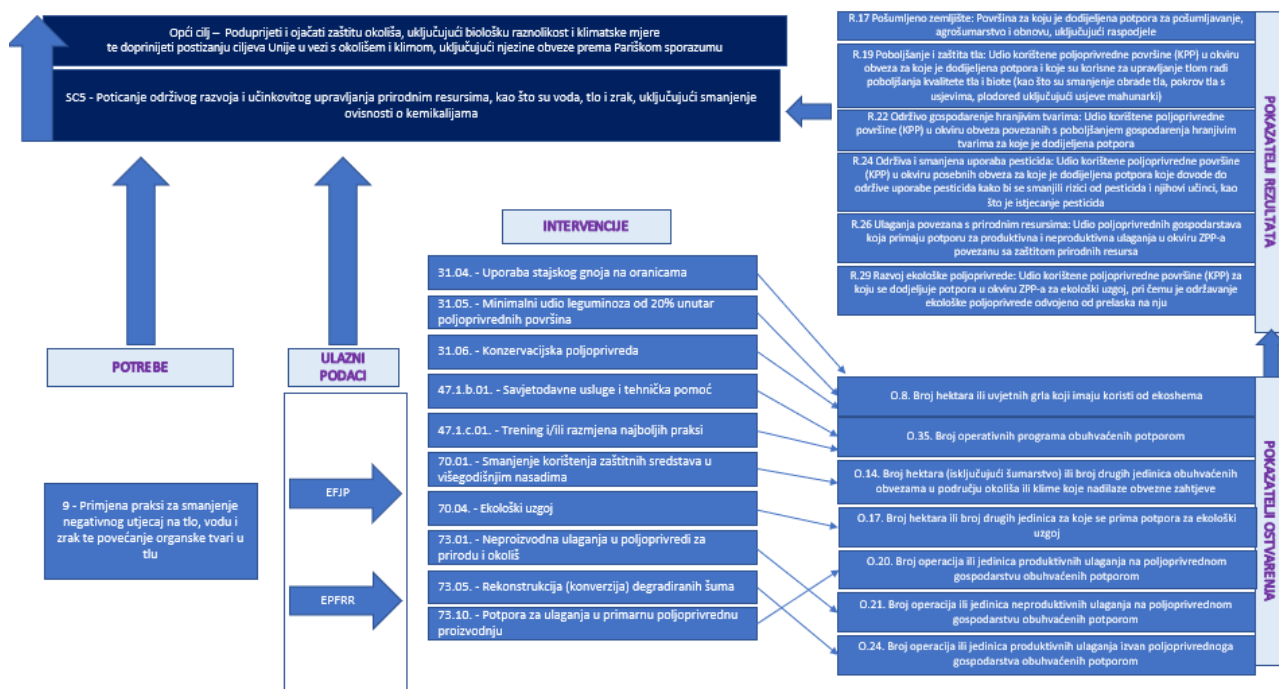 Opći cilj – Poduprijeti i ojačati zaštitu okoliša, uključujući biološku raznolikost i klimatske mjere
te doprinijeti postizanju ciljeva Unije u vezi s okolišem i klimom, uključujući njezine obveze prema Pariškom sporazumu
SC5 - Poticanje održivog razvoja i učinkovitog upravljanja prirodnim resursima, kao što su voda, tlo i zrak, uključujući smanjenje
ovisnosti o kemikalijama
POTREBE
9 - Primjena praksi za smanjenje
negativnog utjecaj na tlo, vodu i
zrak te povećanje organske tvari u
tlu
ULAZNI
PODACI
EFJP
EPFRR
INTERVENCIJE
31.04. - Uporaba stajskog gnoja na oranicama
31.05. - Minimalni udio leguminoza od 20% unutar
poljoprivrednih površina
31.06. - Konzervacijska poljoprivreda
47.1.b.01. - Savjetodavne usluge i tehnička pomoć
47.1.c.01. - Trening i/ili razmjena najboljih praksi
70.01. - Smanjenje korištenja zaštitnih sredstava u
višegodišnjim nasadima
70.04. - Ekološki uzgoj
73.01. - Neproizvodna ulaganja u poljoprivredi za
prirodu i okoliš
73.05. - Rekonstrukcija (konverzija) degradiranih šuma
73.10. - Potpora za ulaganja u primarnu poljoprivrednu
proizvodnju
R.17 Pošumljeno zemljište: Površina za koju je dodijeljena potpora za pošumljavanje,
agrošumarstvo i obnovu, uključujući raspodjele
R.19 Poboljšanje i zaštita tla: Udio korištene poljoprivredne površine (KPP) u okviru
obveza za koje je dodijeljena potpora i koje su korisne za upravljanje tlom radi
poboljšanja kvalitete tla i biote (kao što su smanjenje obrade tla, pokrov tla s
usjevima, plodored uključujući usjeve mahunarki)
R.22 Održivo gospodarenje hranjivim tvarima: Udio korištene poljoprivredne
površine (KPP) u okviru obveza povezanih s poboljšanjem gospodarenja hranjivim
tvarima za koje je dodijeljena potpora
R.24 Održiva i smanjena uporaba pesticida: Udio korištene poljoprivredne površine
(KPP) u okviru posebnih obveza za koje je dodijeljena potpora koje dovode do
održive uporabe pesticida kako bi se smanjili rizici od pesticida i njihovi učinci, kao
što je istjecanje pesticida
R.26 Ulaganja povezana s prirodnim resursima: Udio poljoprivrednih gospodarstava
koja primaju potporu za produktivna i neproduktivna ulaganja u okviru ZPP-a
povezanu sa zaštitom prirodnih resursa
R.29 Razvoj ekološke poljoprivrede: Udio korištene poljoprivredne površine (KPP) za
koju se dodjeljuje potpora u okviru ZPP-a za ekološki uzgoj, pri čemu je održavanje
ekološke poljoprivrede odvojeno od prelaska na nju
POKAZATELJI REZULTATA
O.8. Broj hektara ili uvjetnih grla koji imaju koristi od ekoshema
O.35. Broj operativnih programa obuhvaćenih potporom
O.14. Broj hektara (isključujući šumarstvo) ili broj drugih jedinica obuhvaćenih
obvezama u području okoliša ili klime koje nadilaze obvezne zahtjeve
O.17. Broj hektara ili broj drugih jedinica za koje se prima potpora za ekološki
uzgoj
O.20. Broj operacija ili jedinica produktivnih ulaganja na poljoprivrednom
gospodarstvu obuhvaćenih potporom
O.21. Broj operacija ili jedinica neproduktivnih ulaganja na poljoprivrednom
gospodarstvu obuhvaćenih potporom
O.24. Broj operacija ili jedinica produktivnih ulaganja izvan poljoprivrednoga
gospodarstva obuhvaćenih potporom
POKAZATELJI OSTVARENJA